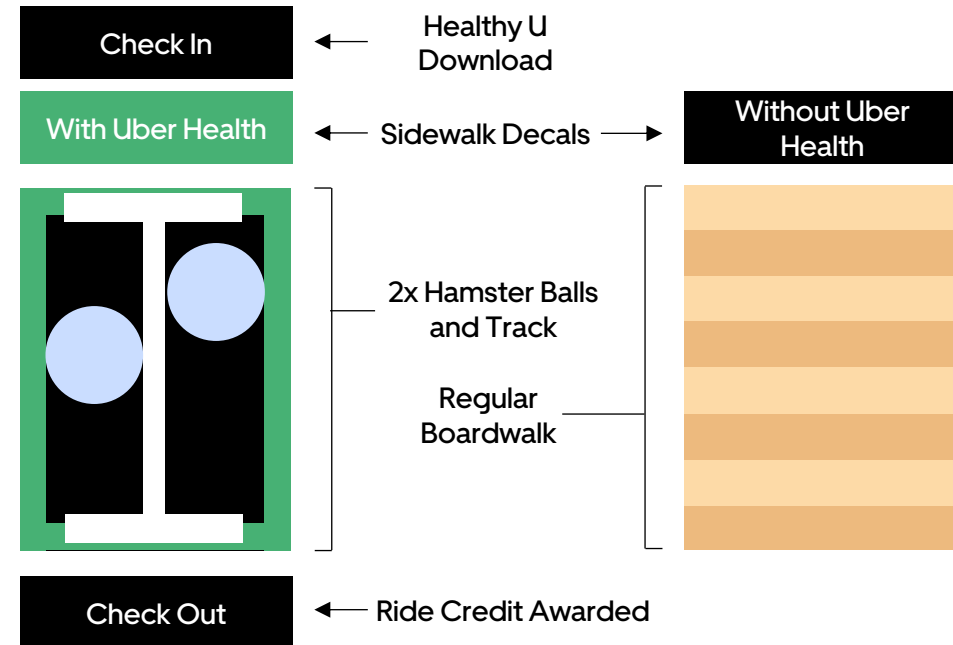 Check In
Healthy U
Download
With Uber Health
Sidewalk Decals
Without Uber
Health
2x Hamster Balls
and Track
Regular
Boardwalk
Check Out
Ride Credit Awarded